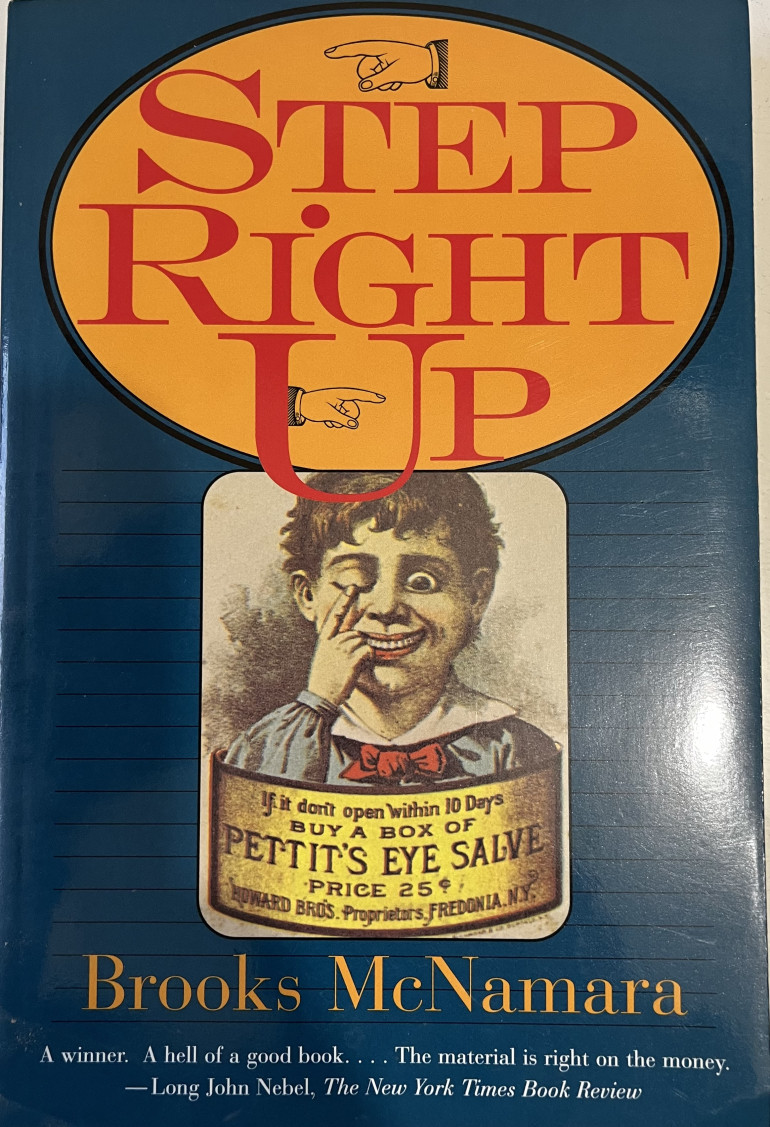 STEP
RIGHT
UP
If it don't open within 10 Days
BUY A BOX OF
PETTIT'S EYE SALVE
PRICE 25¢
HOWARD BRO'S. Proprietors, FREDONIA, N.Y.
Brooks McNamara
A winner. A hell of a good book. . . . The material is right on the money.
—Long John Nebel, The New York Times Book Review